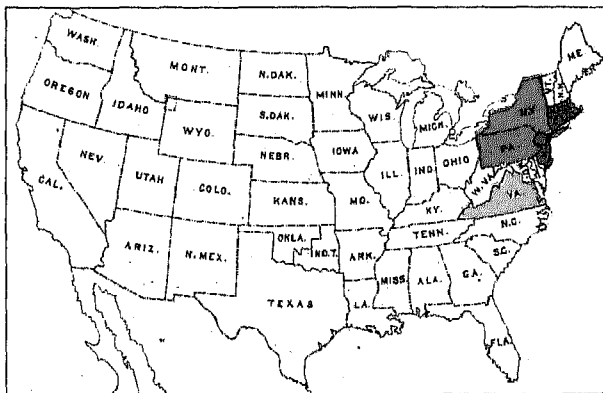 WASH.
MONT.
N.DAK.
MINN.
ME.
OREGON
IDAHO
WYO.
S.DAK.
WIS.
MICH.
N.Y.
VT.
NEV.
UTAH
COLO.
NEBR.
IOWA
ILL.
IND.
OHIO
PA.
CAL.
KANS.
MO.
KY.
W.VA.
VA.
ARIZ.
N.MEX.
OKLA.
IND.T.
ARK.
TENN.
N.C.
S.C.
TEXAS
LA.
MISS.
ALA.
GA.
FLA.